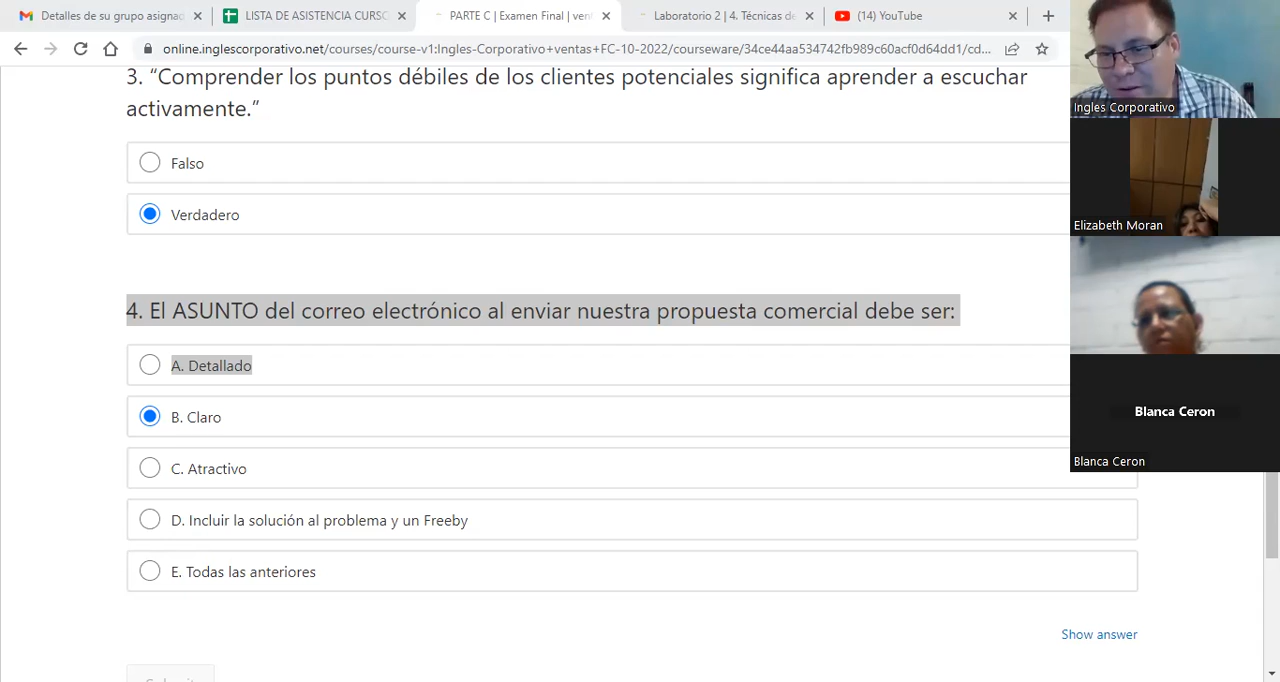 Detalles de su grupo asignad
LISTA DE ASISTENCIA CURSO
PARTE C | Examen Final | vent
Laboratorio 2 | 4. Técnicas de
(14) YouTube
online.inglescorporativo.net/courses/course-v1:Ingles-Corporativo+ventas+FC-10-2022/courseware/34ce44aa534742fb989c60acf0d64dd1/cd...
3. “Comprender los puntos débiles de los clientes potenciales significa aprender a escuchar
activamente.”
Falso
Verdadero
4. El ASUNTO del correo electrónico al enviar nuestra propuesta comercial debe ser:
A. Detallado
B. Claro
C. Atractivo
D. Incluir la solución al problema y un Freeby
E. Todas las anteriores
Show answer
Ingles Corporativo
Elizabeth Moran
Blanca Ceron
Blanca Ceron